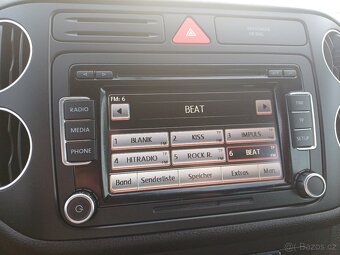 RADIO
MEDIA
PHONE
FM: 6
BEAT
1 BLANIK
2 KISS
3 IMPULS
4 HITRADIO
5 ROCK R.
6 BEAT
Band
Senderliste
Speicher
Extras
Man.
TP
SETUP
bazos.cz